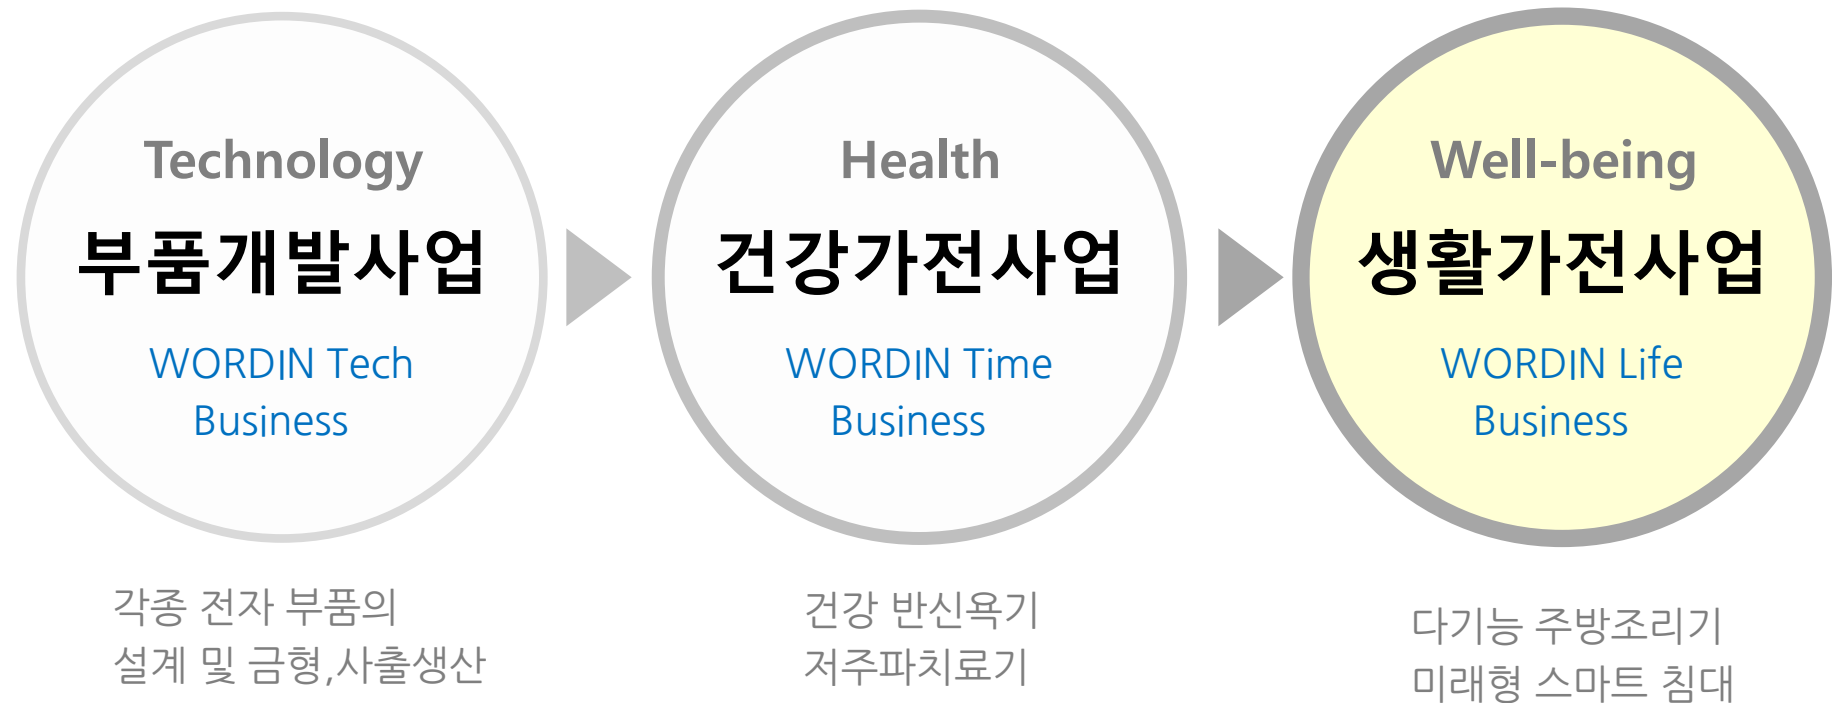 Technology
부품개발사업
WORDIN Tech
Business
각종 전자 부품의
설계 및 금형,사출생산
Health
건강가전사업
WORDIN Time
Business
건강 반신욕기
저주파치료기
Well-being
생활가전사업
WORDIN Life
Business
다기능 주방조리기
미래형 스마트 침대